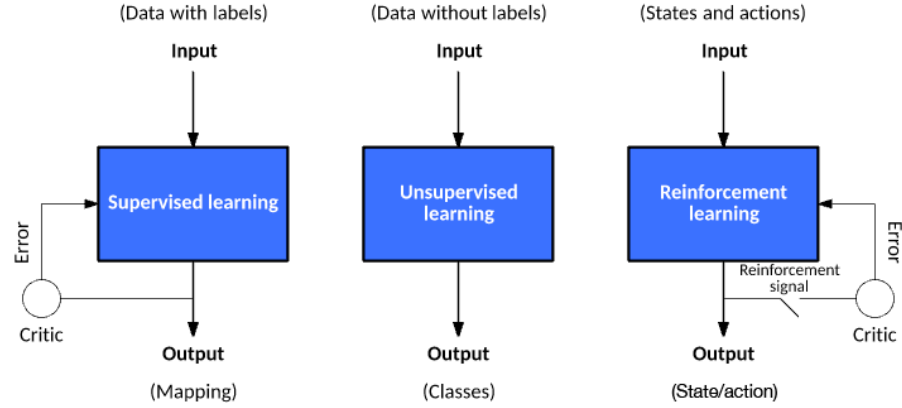 (Data with labels)
Input
Supervised learning
Error
Critic
Output
(Mapping)
(Data without labels)
Input
Unsupervised
learning
Output
(Classes)
(States and actions)
Input
Reinforcement
learning
Error
Reinforcement
signal
Critic
Output
(State/action)